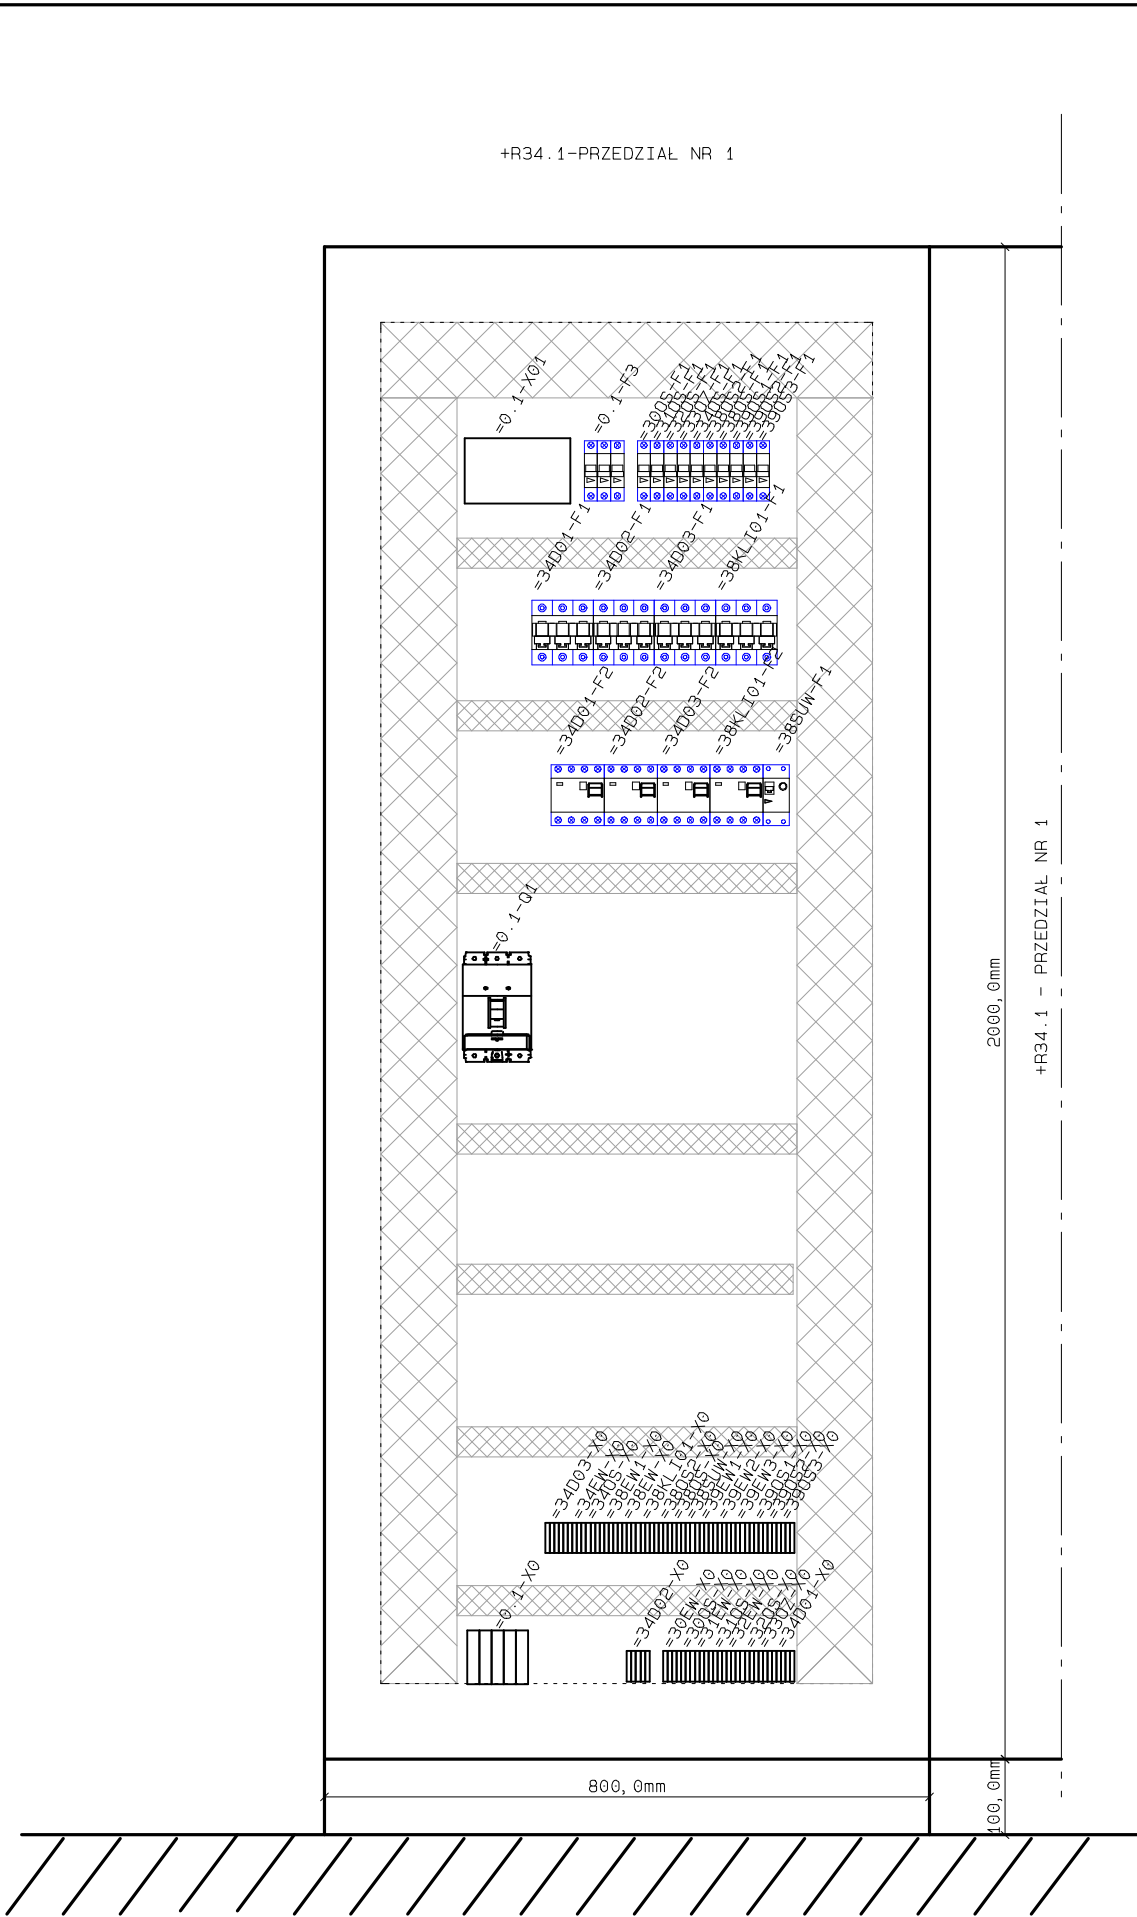 +R34.1-PRZEDZIAŁ NR 1
=0.1-X01
=0.1-F3
=30OS-F1
=31OS-F1
=32OS-F1
=33OZ-F1
=34OS-F1
=38OS2-F1
=38OS-F1
=39OS1-F1
=39OS2-F1
=39OS3-F1
=34D01-F1
=34D02-F1
=34D03-F1
=38KLI01-F1
=34D01-F2
=34D02-F2
=34D03-F2
=38KLI01-F2
=38SUW-F1
=0.1-Q1
2000,0mm
+R34.1 - PRZEDZIAŁ NR 1
=34D03-X0
=34EW-X0
=34OS-X0
=38EW1-X0
=38EW-X0
=38KLI01-X0
=38OS2-X0
=38OS-X0
=38SUW-X0
=39EW1-X0
=39EW2-X0
=39EW3-X0
=39OS1-X0
=39OS2-X0
=39OS3-X0
=0.1-X0
=34D02-X0
=30EW-X0
=30OS-X0
=31EW-X0
=31OS-X0
=32EW-X0
=32OS-X0
=33OZ-X0
=34D01-X0
800,0mm
100,0mm